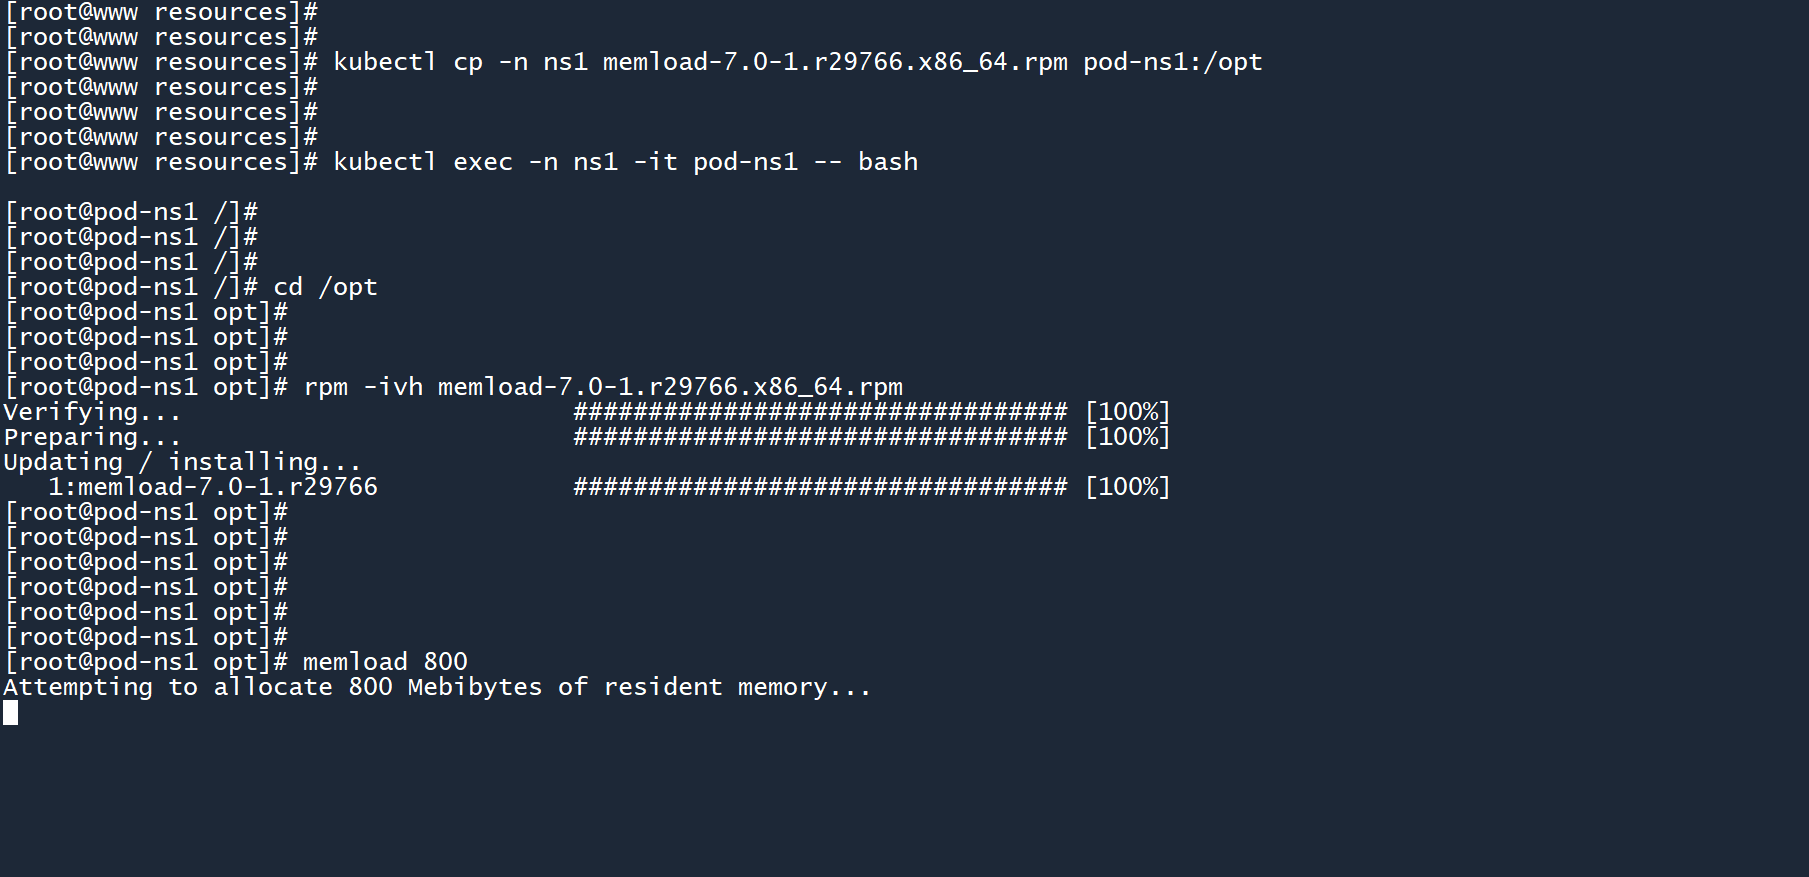 [root@www resources]#
[root@www resources]#
[root@www resources]# kubectl cp -n ns1 memload-7.0-1.r29766.x86_64.rpm pod-ns1:/opt
[root@www resources]#
[root@www resources]#
[root@www resources]#
[root@www resources]# kubectl exec -n ns1 -it pod-ns1 -- bash
[root@pod-ns1 /]#
[root@pod-ns1 /]#
[root@pod-ns1 /]#
[root@pod-ns1 /]# cd /opt
[root@pod-ns1 opt]#
[root@pod-ns1 opt]#
[root@pod-ns1 opt]#
[root@pod-ns1 opt]# rpm -ivh memload-7.0-1.r29766.x86_64.rpm
Verifying...                          ################################# [100%]
Preparing...                          ################################# [100%]
Updating / installing...
   1:memload-7.0-1.r29766             ################################# [100%]
[root@pod-ns1 opt]#
[root@pod-ns1 opt]#
[root@pod-ns1 opt]#
[root@pod-ns1 opt]#
[root@pod-ns1 opt]#
[root@pod-ns1 opt]#
[root@pod-ns1 opt]# memload 800
Attempting to allocate 800 Mebibytes of resident memory...